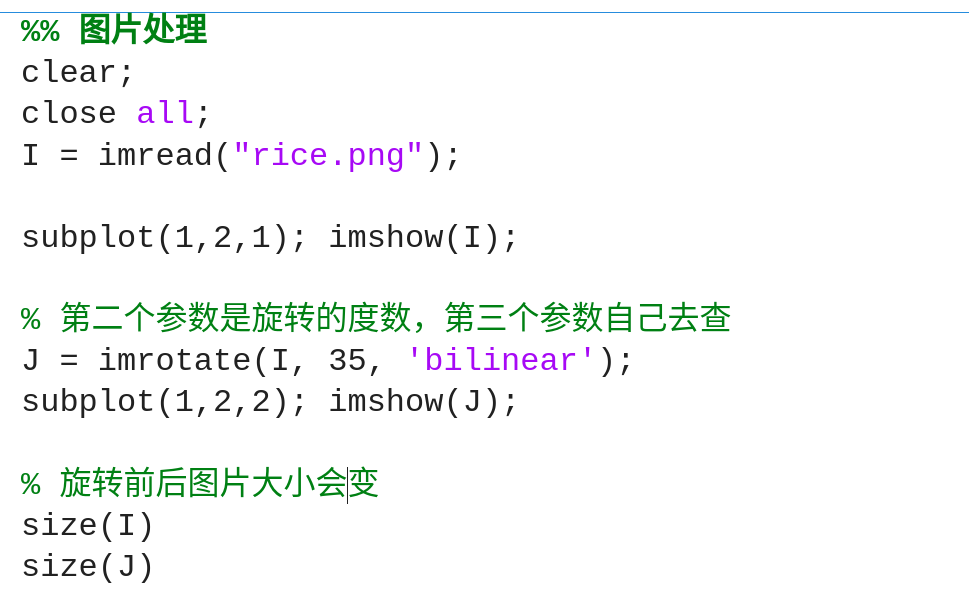 %% 图片处理
clear;
close all;
I = imread("rice.png");
subplot(1,2,1); imshow(I);
% 第二个参数是旋转的度数，第三个参数自己去查
J = imrotate(I, 35, 'bilinear');
subplot(1,2,2); imshow(J);
% 旋转前后图片大小会变
size(I)
size(J)